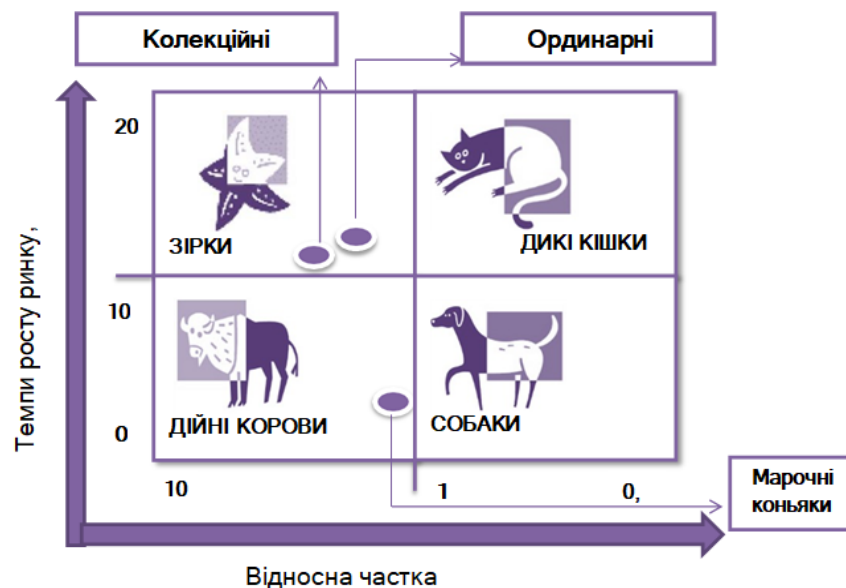 Колекційні
Ординарні
20
ЗІРКИ
ДИКІ КІШКИ
Темпи росту ринку,
10
0
ДІЙНІ КОРОВИ
СОБАКИ
10
1
0,
Марочні
коньяки
Відносна частка